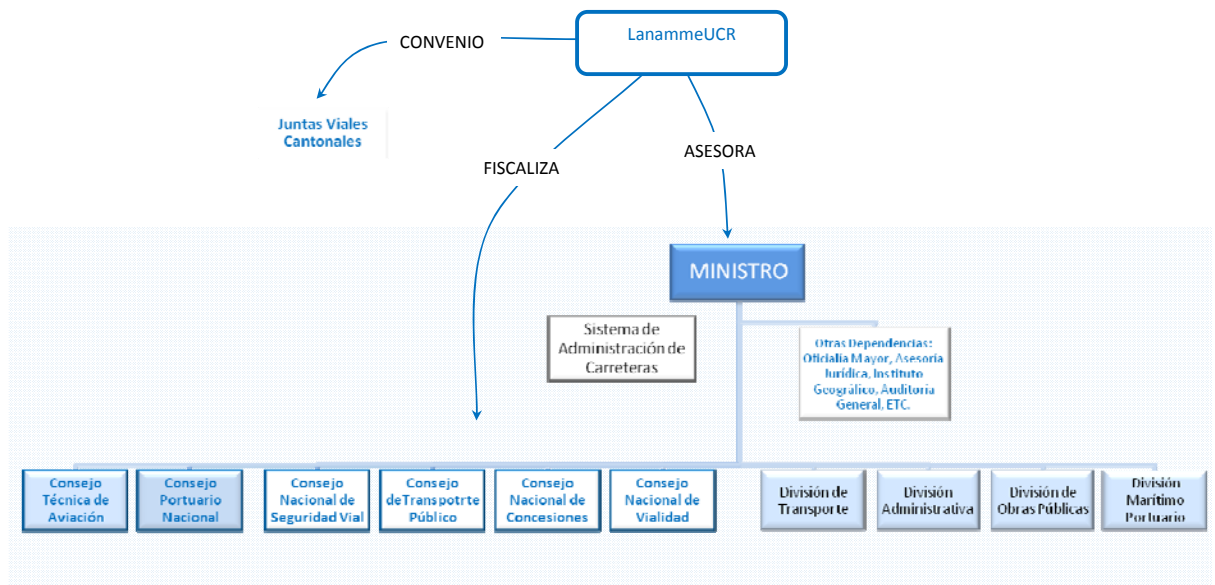 LanammeUCR
CONVENIO
Juntas Viales
Cantonales
FISCALIZA
ASESORA
MINISTRO
Sistema de
Administración de
Carreteras
Otras Dependencias:
Oficialía Mayor, Asesoría
Jurídica, Instituto
Geográfico, Auditoria
General, ETC.
Consejo
Técnica de
Aviación
Consejo
Portuario
Nacional
Consejo
Nacional de
Seguridad Vial
Consejo
de Transpotrte
Público
Consejo
Nacional de
Concesiones
Consejo
Nacional de
Vialidad
División de
Transporte
División
Administrativa
División de
Obras Públicas
División
Marítimo
Portuario